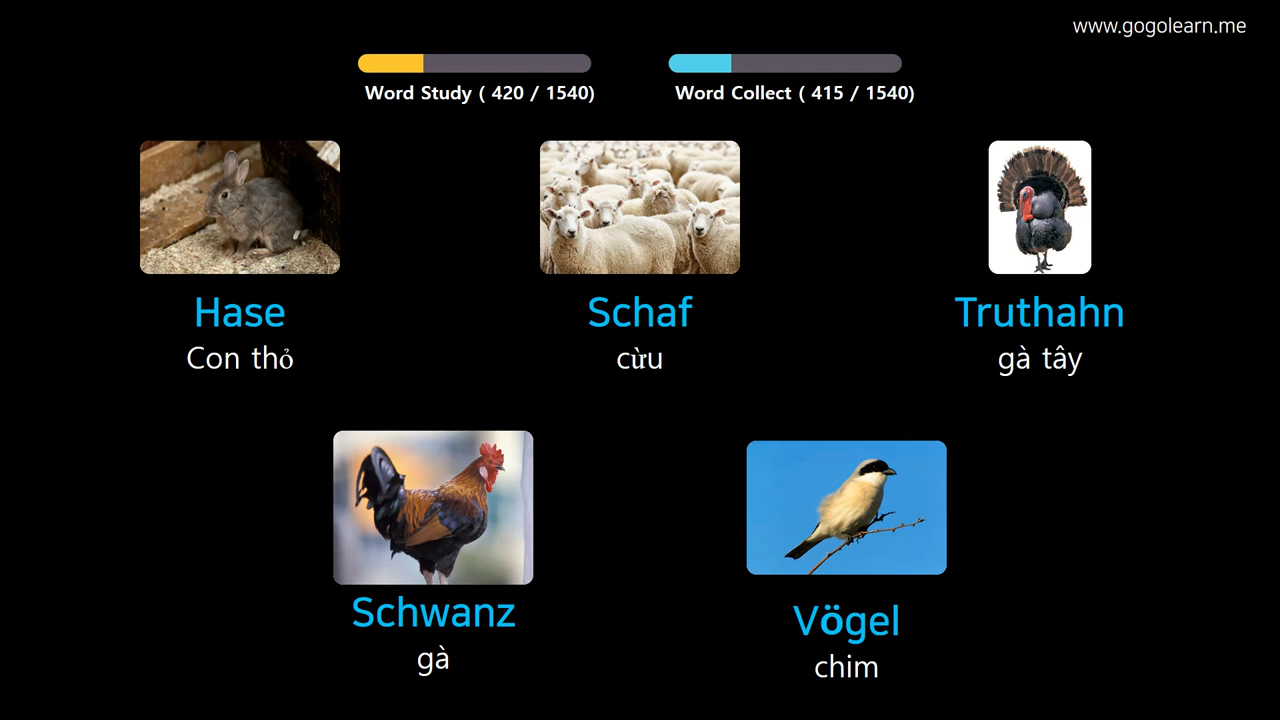 www.gogolearn.me
Word Study ( 420 / 1540)
Word Collect ( 415 / 1540)
Hase
Schaf
Truthahn
Con thỏ
cừu
gà tây
Schwanz
Vögel
gà
chim